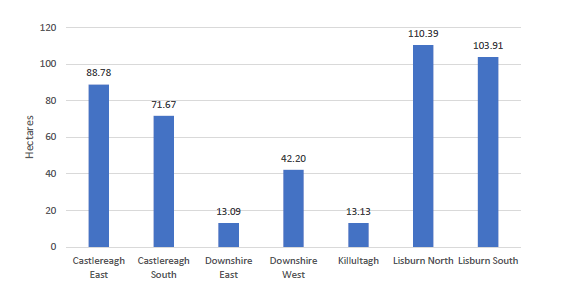 120
100
80
60
40
20
0
Hectares
88.78
71.67
13.09
42.20
13.13
110.39
103.91
Castlereagh East
Castlereagh South
Downshire East
Downshire West
Killultagh
Lisburn North
Lisburn South